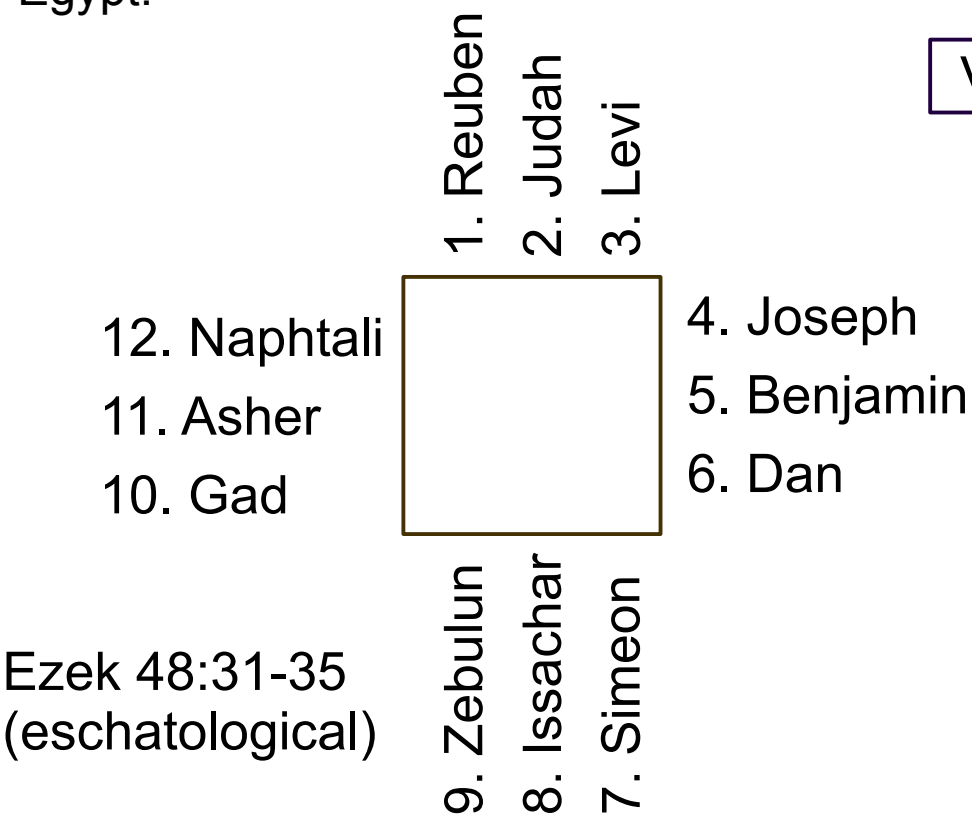 Egypt.
V
1. Reuben
2. Judah
3. Levi
4. Joseph
5. Benjamin
6. Dan
7. Simeon
8. Issachar
9. Zebulun
10. Gad
11. Asher
12. Naphtali
Ezek 48:31-35
(eschatological)